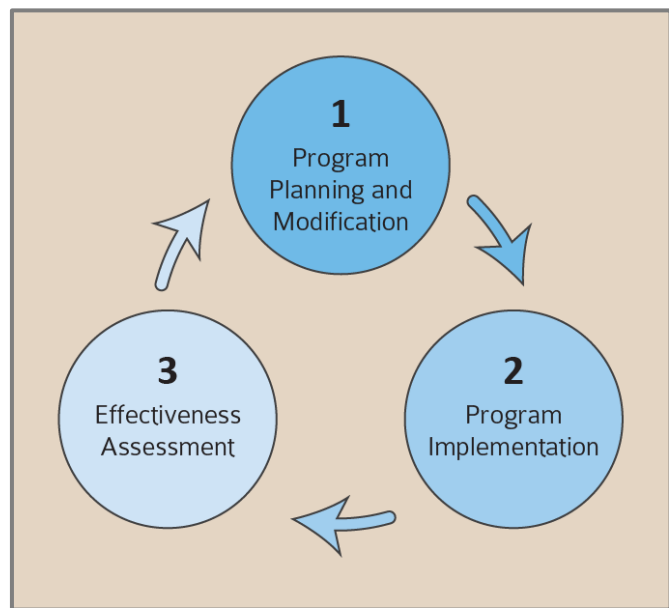 1
Program
Planning and
Modification
2
Program
Implementation
3
Effectiveness
Assessment